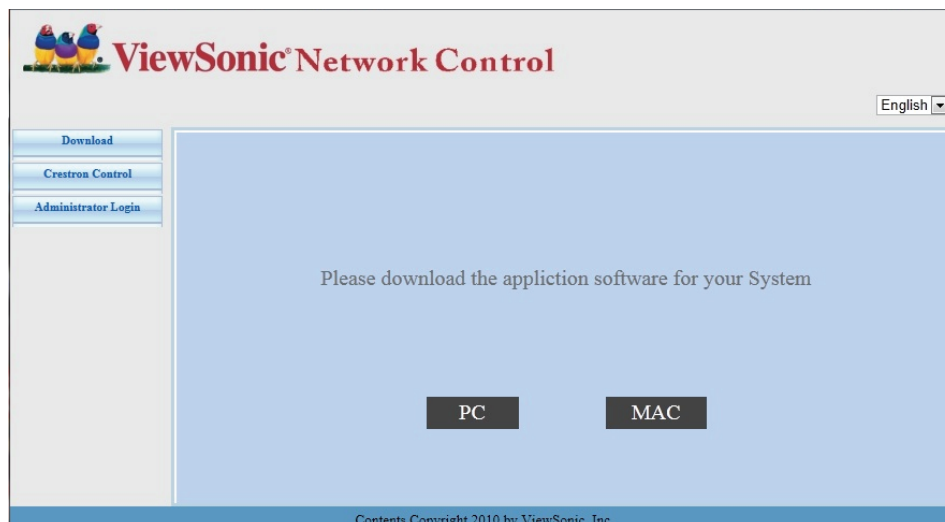 ViewSonic® Network Control
English
Download
Crestron Control
Administrator Login
Please download the appliction software for your System
PC
MAC
Contents Copyright 2010 by ViewSonic, Inc